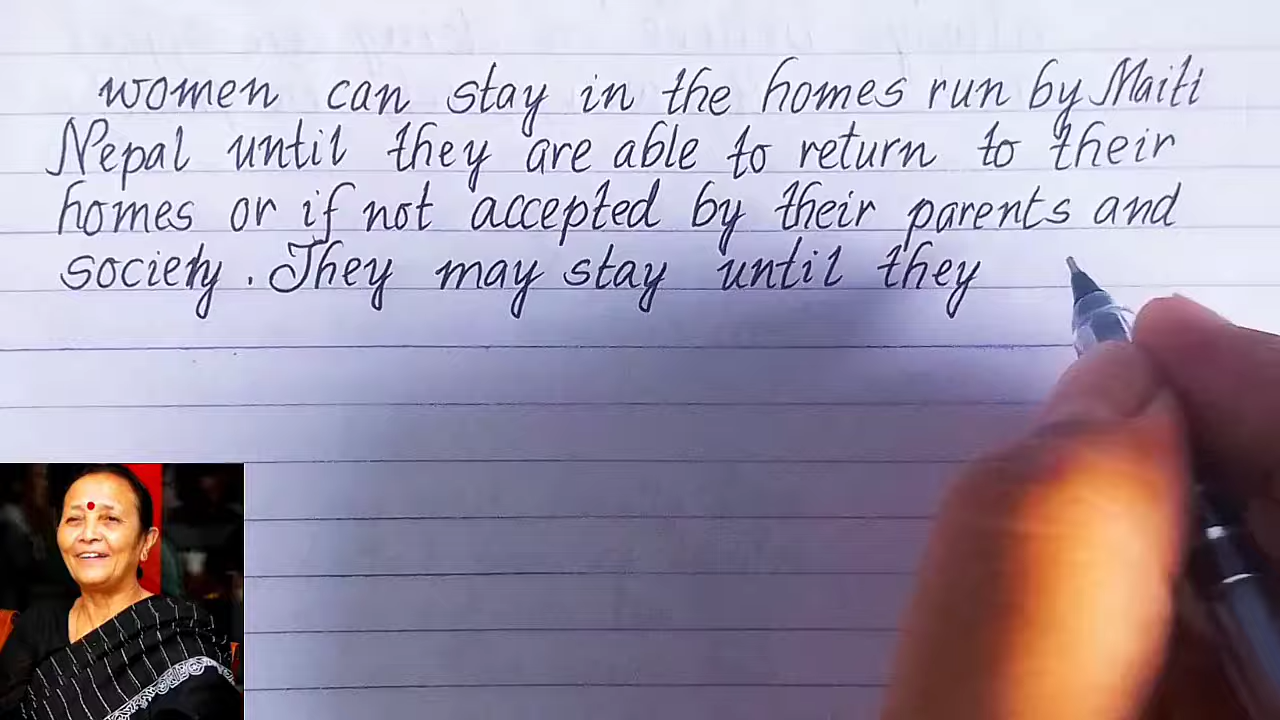 women can stay in the homes run by Maiti
Nepal until they are able to return to their
homes or if not accepted by their parents and
society. They may stay until they